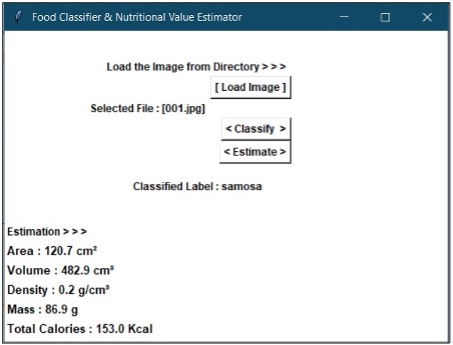 Food Classifier & Nutritional Value Estimator
Load the Image from Directory > > >
[ Load Image ]
Selected File : [001.jpg]
< Classify >
< Estimate >
Classified Label : samosa
Estimation > > >
Area : 120.7 cm²
Volume : 482.9 cm³
Density : 0.2 g/cm³
Mass : 86.9 g
Total Calories : 153.0 Kcal